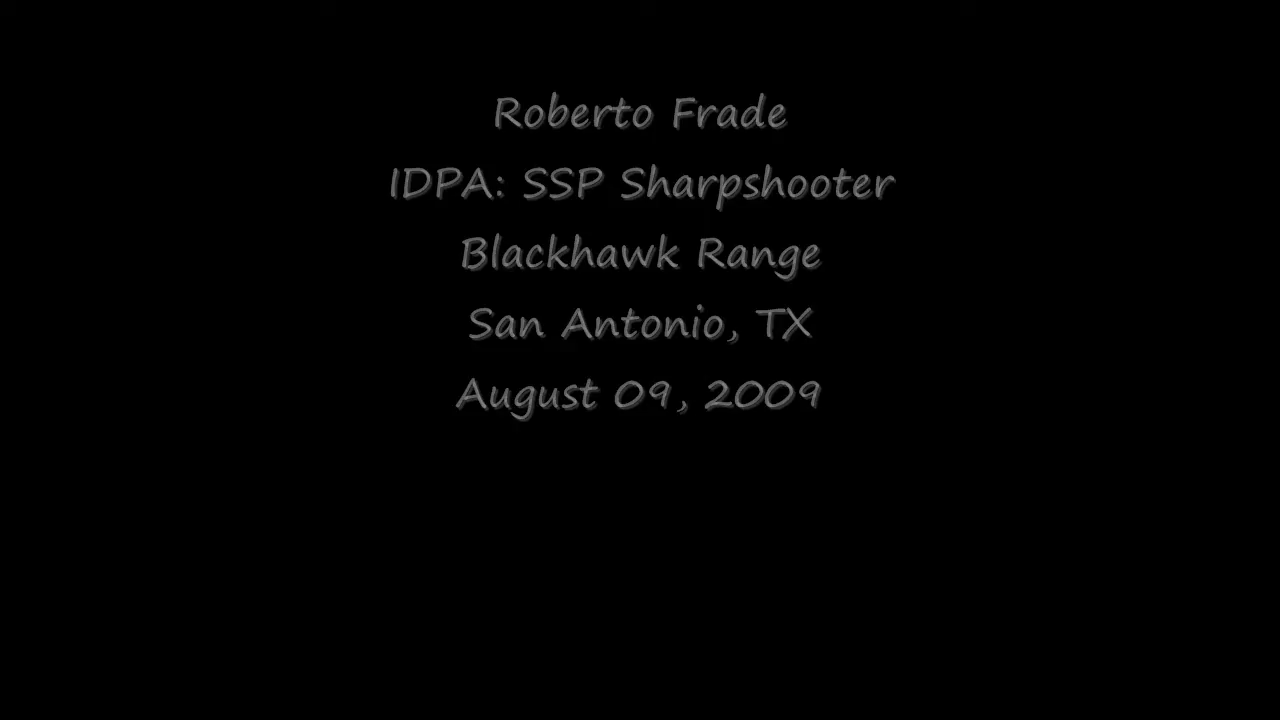 Roberto Frade
IDPA: SSP Sharpshooter
Blackhawk Range
San Antonio, TX
August 09, 2009